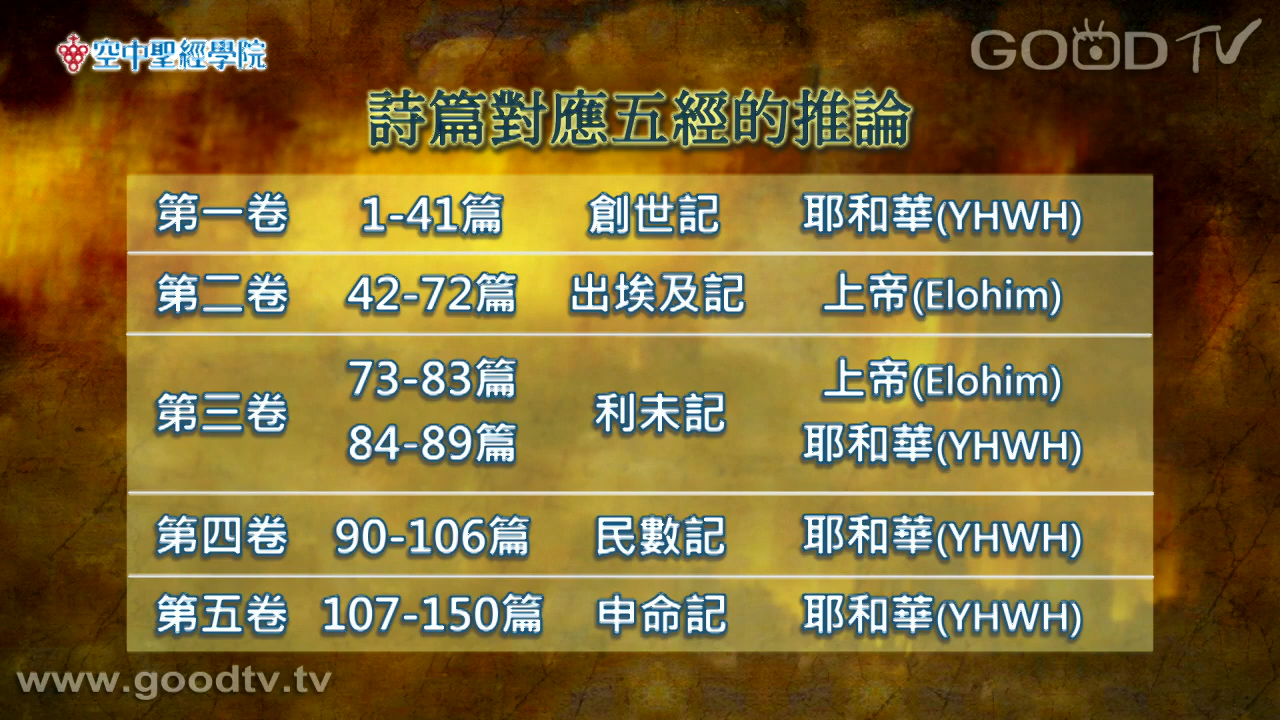 空中聖經學院
GOOD TV
詩篇對應五經的推論
第一卷 1-41篇 創世記 耶和華(YHWH)
第二卷 42-72篇 出埃及記 上帝(Elohim)
第三卷 73-83篇 利未記 上帝(Elohim)
84-89篇 耶和華(YHWH)
第四卷 90-106篇 民數記 耶和華(YHWH)
第五卷 107-150篇 申命記 耶和華(YHWH)
www.goodtv.tv